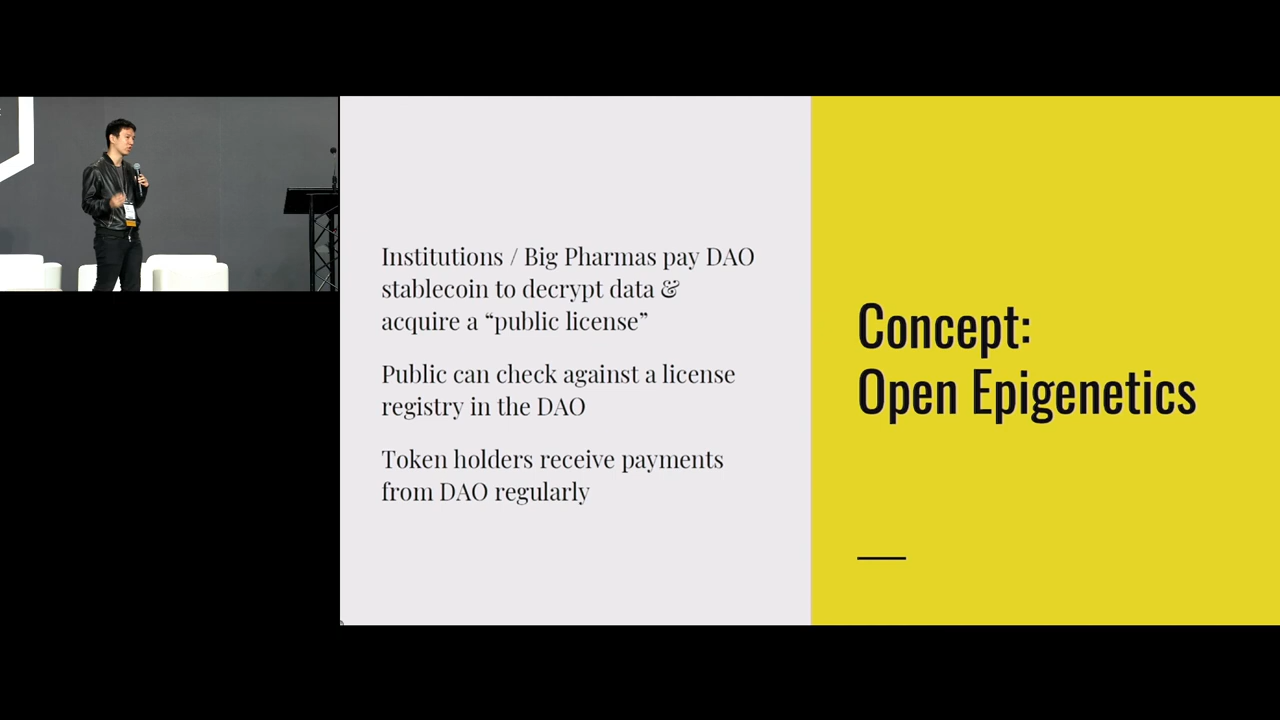 Institutions / Big Pharmas pay DAO
stablecoin to decrypt data &
acquire a “public license”
Public can check against a license
registry in the DAO
Token holders receive payments
from DAO regularly
Concept:
Open Epigenetics